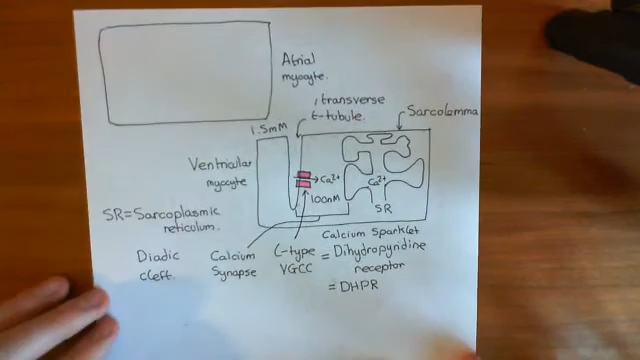 Atrial
myocyte.
transverse
t-tubule.
Sarcolemma
1.5mM
Ventricular
myocyte
Ca²⁺
Ca²⁺
100nM
SR
SR = Sarcoplasmic
reticulum.
Diadic
cleft.
Calcium
Synapse
L-type
VGCC
Calcium Sparklet
= Dihydropyridine
receptor
= DHPR